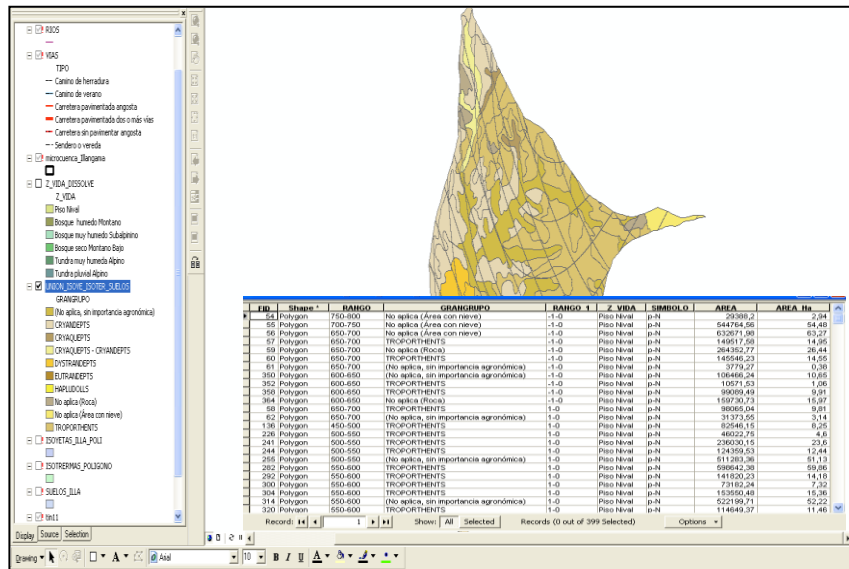 RIOS
VIAS
TIPO
Camino de herradura
Camino de verano
Carretera pavimentada angosta
Carretera pavimentada dos o más vías
Carretera sin pavimentar angosta
Sendero o vereda
microcuenca_Illangama
Z_VIDA_DISSOLVE
Z_VIDA
Piso Nival
Bosque humedo Montano
Bosque muy humedo Subalpinino
Bosque seco Montano Bajo
Tundra muy humeda Alpino
Tundra pluvial Alpino
UNION_ISOYE_ISOTER_SUELOS
GRANGRUPO
(No aplica, sin importancia agronómica)
CRYANDEPTS
CRYAQUEPTS
CRYAQUEPTS - CRYANDEPTS
DYSTRANDEPTS
EUTRANDEPTS
HAPLUDOLLS
No aplica (Roca)
No aplica (Área con nieve)
TROPORTHENTS
ISOYETAS_ILLA_POLI
ISOTRERMAS_POLIGONO
SUELOS_ILLA
tin11
Display Source Selection
FID Shape * RANGO GRANGRUPO RANGO_1 Z_VIDA SIMBOLO AREA AREA_Ha
54 Polygon 750-800 No aplica (Área con nieve) -1-0 Piso Nival p-N 29388,2 2,94
55 Polygon 700-750 No aplica (Área con nieve) -1-0 Piso Nival p-N 544764,56 54,48
56 Polygon 650-700 No aplica (Área con nieve) -1-0 Piso Nival p-N 632671,98 63,27
57 Polygon 650-700 TROPORTHENTS -1-0 Piso Nival p-N 149517,58 14,95
59 Polygon 650-700 No aplica (Roca) -1-0 Piso Nival p-N 264352,77 26,44
60 Polygon 650-700 TROPORTHENTS -1-0 Piso Nival p-N 145546,23 14,55
61 Polygon 650-700 (No aplica, sin importancia agronómica) -1-0 Piso Nival p-N 3779,27 0,38
350 Polygon 600-650 (No aplica, sin importancia agronómica) -1-0 Piso Nival p-N 106466,24 10,65
352 Polygon 600-650 TROPORTHENTS -1-0 Piso Nival p-N 10571,53 1,06
358 Polygon 600-650 TROPORTHENTS -1-0 Piso Nival p-N 99089,49 9,91
364 Polygon 600-650 No aplica (Roca) -1-0 Piso Nival p-N 159730,73 15,97
58 Polygon 650-700 TROPORTHENTS 1-0 Piso Nival p-N 98065,04 9,81
62 Polygon 650-700 (No aplica, sin importancia agronómica) 1-0 Piso Nival p-N 31373,55 3,14
136 Polygon 450-500 TROPORTHENTS 1-0 Piso Nival p-N 82546,15 8,25
226 Polygon 500-550 TROPORTHENTS 1-0 Piso Nival p-N 46022,75 4,6
241 Polygon 500-550 TROPORTHENTS 1-0 Piso Nival p-N 236030,15 23,6
244 Polygon 500-550 TROPORTHENTS 1-0 Piso Nival p-N 124359,53 12,44
255 Polygon 500-550 (No aplica, sin importancia agronómica) 1-0 Piso Nival p-N 511283,36 51,13
282 Polygon 550-600 TROPORTHENTS 1-0 Piso Nival p-N 598642,38 59,86
292 Polygon 550-600 TROPORTHENTS 1-0 Piso Nival p-N 141820,23 14,18
300 Polygon 550-600 TROPORTHENTS 1-0 Piso Nival p-N 73182,24 7,32
304 Polygon 550-600 TROPORTHENTS 1-0 Piso Nival p-N 153550,48 15,36
314 Polygon 550-600 (No aplica, sin importancia agronómica) 1-0 Piso Nival p-N 522199,71 52,22
320 Polygon 550-600 TROPORTHENTS 1-0 Piso Nival p-N 114649,37 11,46
Record: 1 Show: All Selected Records (0 out of 399 Selected) Options
Drawing A Arial 10 B I U A